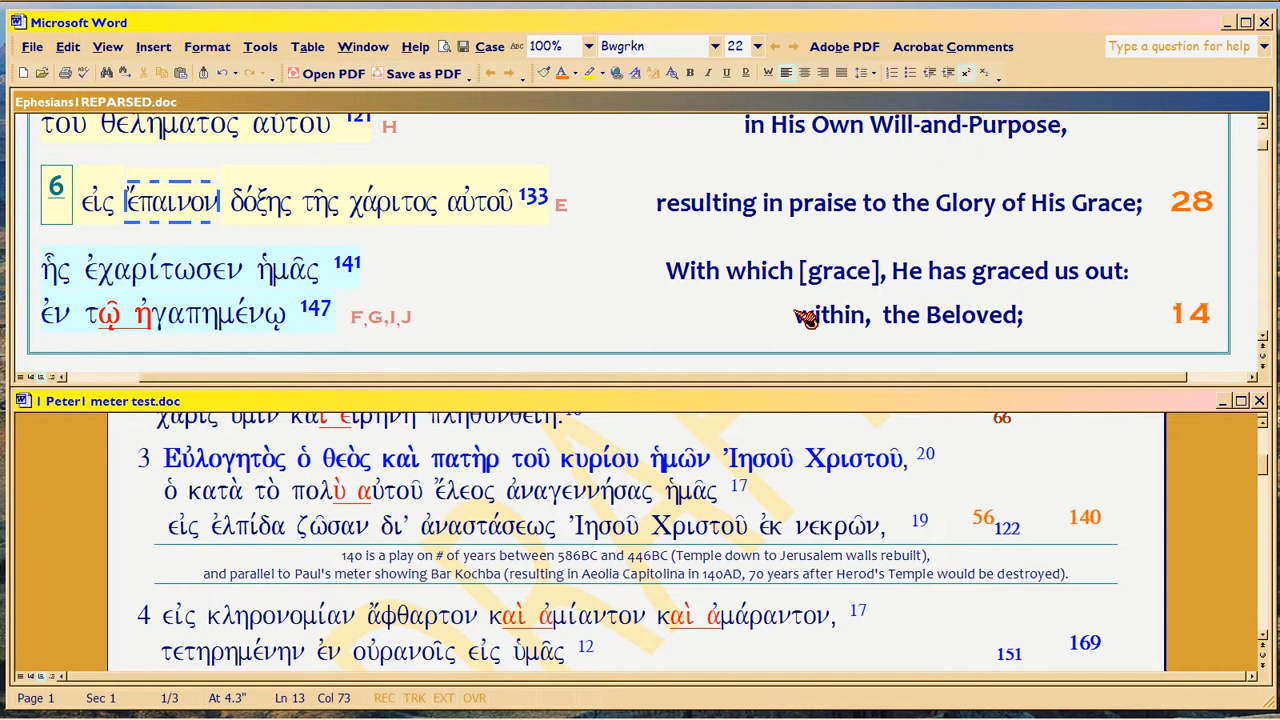 Microsoft Word
File Edit View Insert Format Tools Table Window Help Case 100% Bwgrkn 22 Adobe PDF Acrobat Comments Type a question for help
Open PDF Save as PDF
Ephesians1REPARSED.doc
τοῦ θελήματος αὐτοῦ 121 H in His Own Will-and-Purpose,
6 εἰς ἔπαινον δόξης τῆς χάριτος αὐτοῦ 133 E resulting in praise to the Glory of His Grace; 28
ἧς ἐχαρίτωσεν ἡμᾶς 141 With which [grace], He has graced us out:
ἐν τῷ ἠγαπημένῳ 147 F,G,I,J within, the Beloved; 14
1 Peter1 meter test.doc
χάρις ὑμῖν καὶ εἰρήνη πληθυνθείη. 66
3 Εὐλογητὸς ὁ θεὸς καὶ πατὴρ τοῦ κυρίου ἡμῶν Ἰησοῦ Χριστοῦ, 20
ὁ κατὰ τὸ πολὺ αὐτοῦ ἔλεος ἀναγεννήσας ἡμᾶς 17
εἰς ἐλπίδα ζῶσαν δι’ ἀναστάσεως Ἰησοῦ Χριστοῦ ἐκ νεκρῶν, 19 56 122 140
140 is a play on # of years between 586BC and 446BC (Temple down to Jerusalem walls rebuilt),
and parallel to Paul's meter showing Bar Kochba (resulting in Aeolia Capitolina in 140AD, 70 years after Herod's Temple would be destroyed).
4 εἰς κληρονομίαν ἄφθαρτον καὶ ἀμίαντον καὶ ἀμάραντον, 17
τετηρημένην ἐν οὐρανοῖς εἰς ὑμᾶς 12 151 169
Page 1 Sec 1 1/3 At 4.3" Ln 13 Col 73 REC TRK EXT OVR